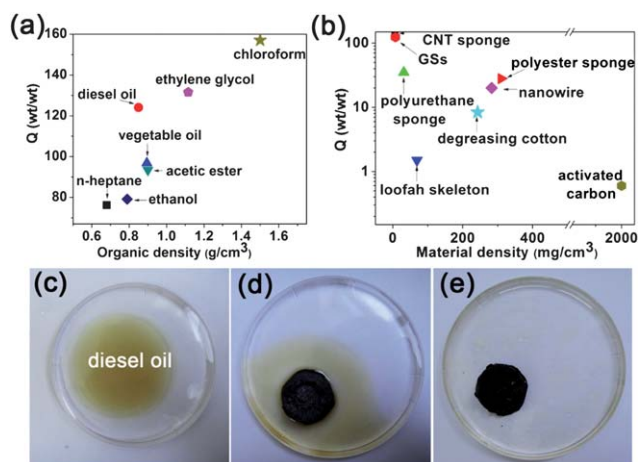 (a)
160
140
120
100
80
Q (wt/wt)
chloroform
ethylene glycol
diesel oil
vegetable oil
acetic ester
n-heptane
ethanol
0.6 0.8 1.0 1.2 1.4 1.6
Organic density (g/cm³)
(b)
100
10
1
Q (wt/wt)
CNT sponge
GSs
polyester sponge
polyurethane
sponge
nanowire
degreasing cotton
loofah skeleton
activated
carbon
0 200 400 2000
Material density (mg/cm³)
(c)
diesel oil
(d)
(e)